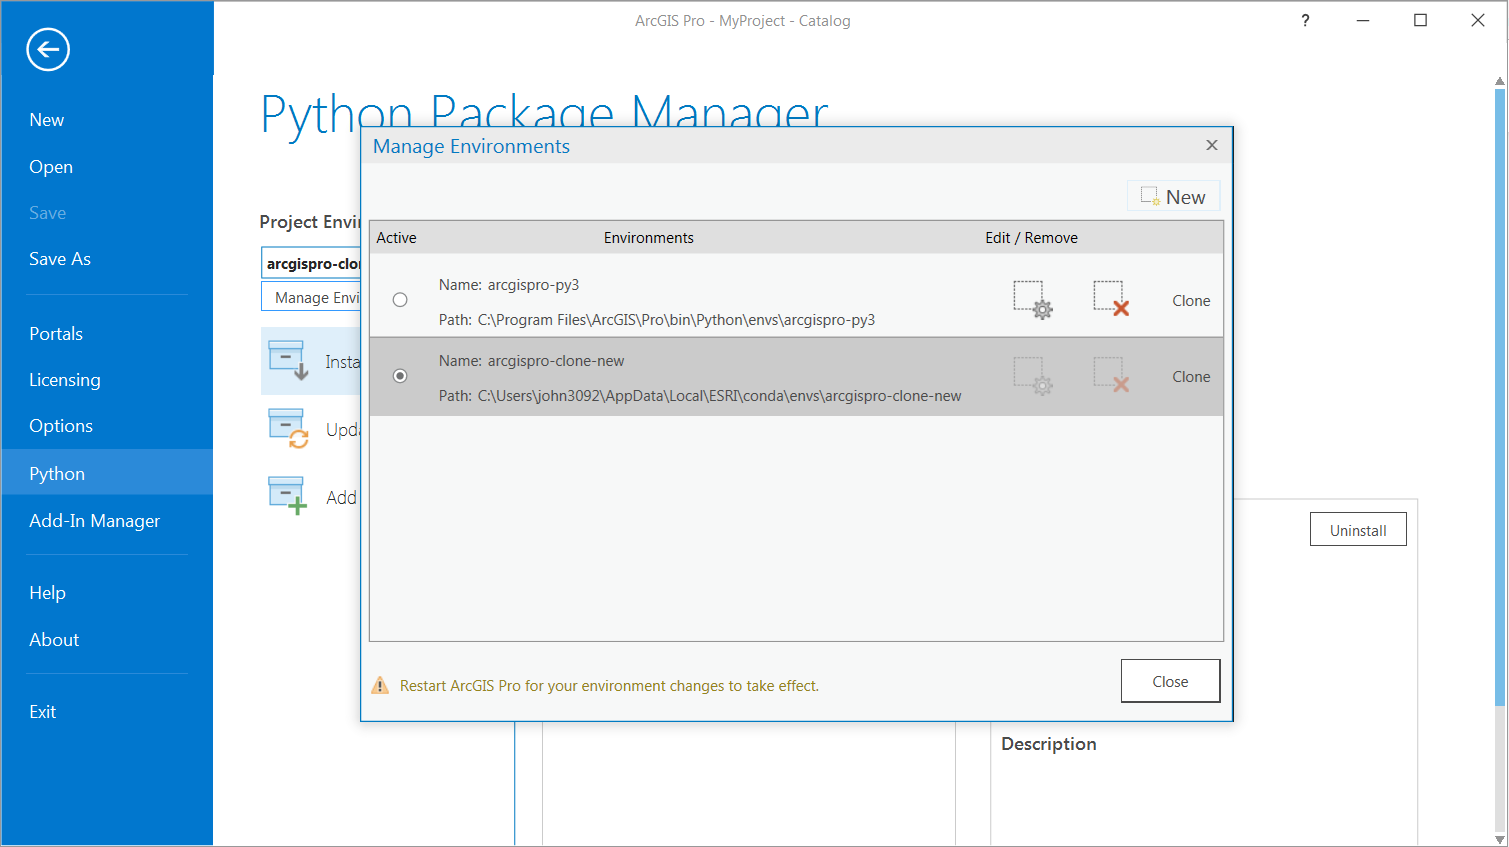 ArcGIS Pro - MyProject - Catalog
?
New
Open
Save
Save As
Portals
Licensing
Options
Python
Add-In Manager
Help
About
Exit
Python Package Manager
Project Envi
arcgispro-clo
Manage Envi
Insta
Upda
Add
Manage Environments
New
Active Environments Edit / Remove
Name: arcgispro-py3
Path: C:\Program Files\ArcGIS\Pro\bin\Python\envs\arcgispro-py3
Clone
Name: arcgispro-clone-new
Path: C:\Users\john3092\AppData\Local\ESRI\conda\envs\arcgispro-clone-new
Clone
Restart ArcGIS Pro for your environment changes to take effect.
Close
Uninstall
Description